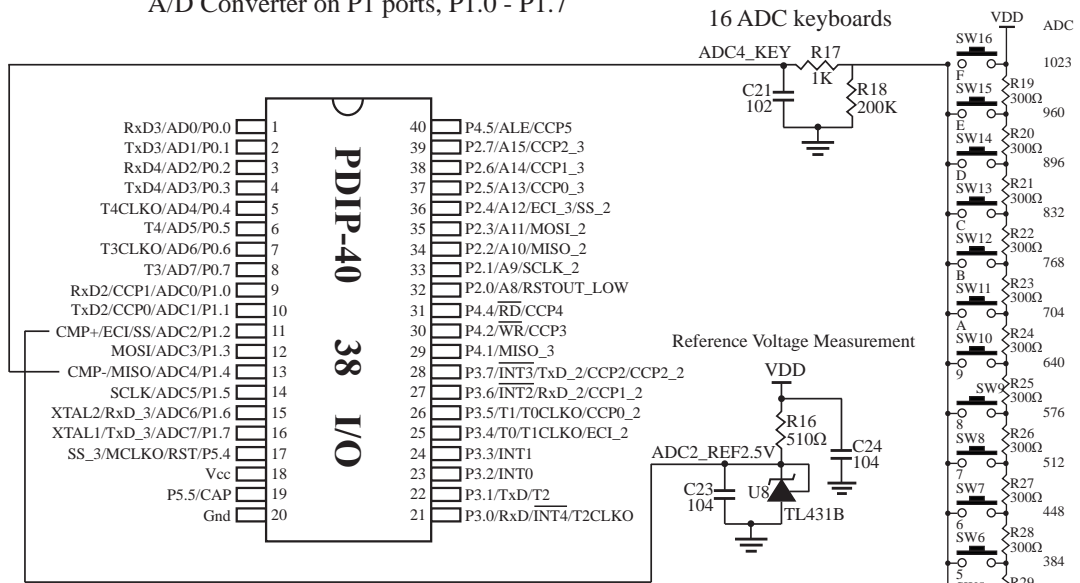 A/D Converter on P1 ports, P1.0 - P1.7
16 ADC keyboards
ADC4_KEY
R17
1K
C21
102
R18
200K
VDD
ADC
SW16
F
1023
R19
300Ω
SW15
E
960
R20
300Ω
SW14
D
896
R21
300Ω
SW13
C
832
R22
300Ω
SW12
B
768
R23
300Ω
SW11
A
704
R24
300Ω
SW10
9
640
R25
300Ω
SW9
8
576
R26
300Ω
SW8
7
512
R27
300Ω
SW7
6
448
R28
300Ω
SW6
5
384
R29
PDIP-40 38 I/O
RxD3/AD0/P0.0 1
TxD3/AD1/P0.1 2
RxD4/AD2/P0.2 3
TxD4/AD3/P0.3 4
T4CLKO/AD4/P0.4 5
T4/AD5/P0.5 6
T3CLKO/AD6/P0.6 7
T3/AD7/P0.7 8
RxD2/CCP1/ADC0/P1.0 9
TxD2/CCP0/ADC1/P1.1 10
CMP+/ECI/SS/ADC2/P1.2 11
MOSI/ADC3/P1.3 12
CMP-/MISO/ADC4/P1.4 13
SCLK/ADC5/P1.5 14
XTAL2/RxD_3/ADC6/P1.6 15
XTAL1/TxD_3/ADC7/P1.7 16
SS_3/MCLKO/RST/P5.4 17
Vcc 18
P5.5/CAP 19
Gnd 20
40 P4.5/ALE/CCP5
39 P2.7/A15/CCP2_3
38 P2.6/A14/CCP1_3
37 P2.5/A13/CCP0_3
36 P2.4/A12/ECI_3/SS_2
35 P2.3/A11/MOSI_2
34 P2.2/A10/MISO_2
33 P2.1/A9/SCLK_2
32 P2.0/A8/RSTOUT_LOW
31 P4.4/RD/CCP4
30 P4.2/WR/CCP3
29 P4.1/MISO_3
28 P3.7/INT3/TxD_2/CCP2/CCP2_2
27 P3.6/INT2/RxD_2/CCP1_2
26 P3.5/T1/T0CLKO/CCP0_2
25 P3.4/T0/T1CLKO/ECI_2
24 P3.3/INT1
23 P3.2/INT0
22 P3.1/TxD/T2
21 P3.0/RxD/INT4/T2CLKO
Reference Voltage Measurement
VDD
R16
510Ω
ADC2_REF2.5V
C24
104
C23
104
U8
TL431B